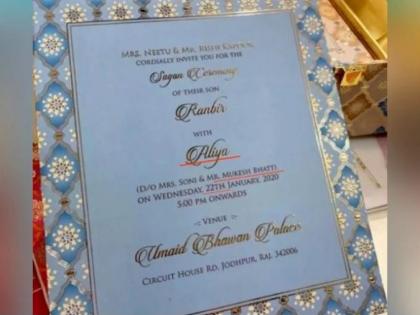 MRS. NEETU & MR. RISHI KAPOOR
CORDIALLY INVITE YOU FOR THE
Sagan Ceremony
OF THEIR SON
Ranbir
WITH
Aliya
(D/O MRS. SONI & MR. MUKESH BHATT)
ON WEDNESDAY, 22TH JANUARY, 2020
5:00 PM ONWARDS
VENUE
Umaid Bhawan Palace
CIRCUIT HOUSE RD, JODHPUR, RAJ. 342006